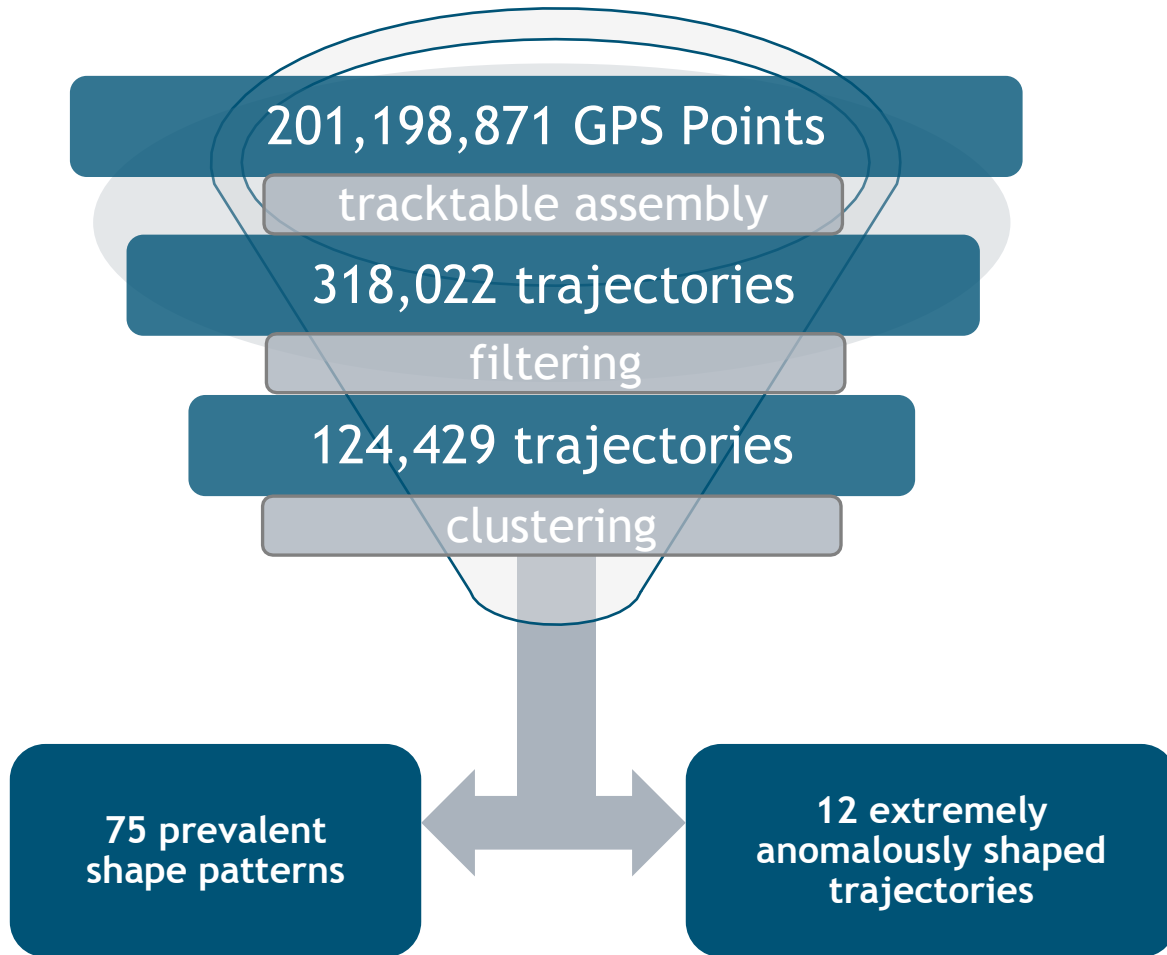 201,198,871 GPS Points
tracktable assembly
318,022 trajectories
filtering
124,429 trajectories
clustering
75 prevalent
shape patterns
12 extremely
anomalously shaped
trajectories